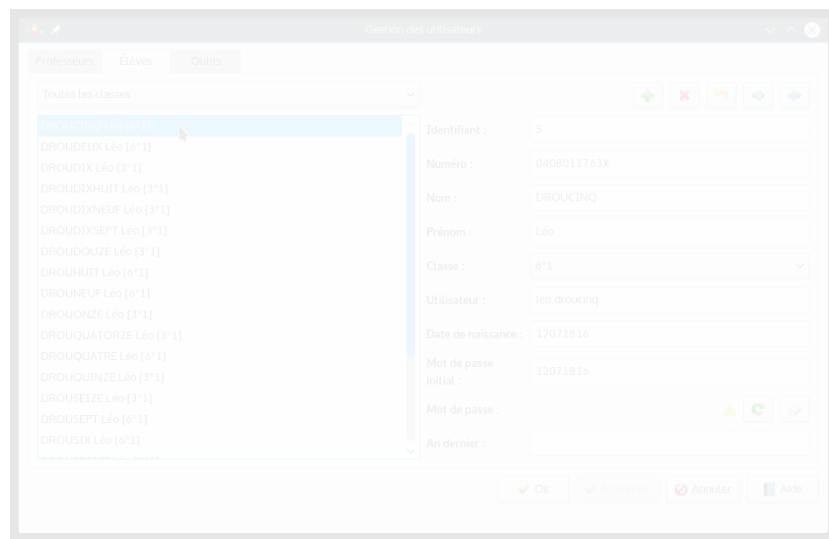 Gestion des utilisateurs
Professeurs Élèves Outils
Toutes les classes
DROUCINQ Léo [6°1]
DROUDEUX Léo [6°1]
DROUDIX Léo [3°1]
DROUDIXHUIT Léo [3°1]
DROUDIXNEUF Léo [3°1]
DROUDIXSEPT Léo [3°1]
DROUDOUZE Léo [3°1]
DROUHUIT Léo [6°1]
DROUNEUF Léo [6°1]
DROUONZE Léo [3°1]
DROUQUATORZE Léo [3°1]
DROUQUATRE Léo [6°1]
DROUQUINZE Léo [3°1]
DROUSEIZE Léo [3°1]
DROUSEPT Léo [6°1]
DROUSIX Léo [6°1]
Identifiant : 5
Numéro : 0408011763X
Nom : DROUCINQ
Prénom : Léo
Classe : 6°1
Utilisateur : leo droucinq
Date de naissance : 12071816
Mot de passe
initial : 12071816
Mot de passe :
An dernier :
Ok Appliquer Annuler Aide